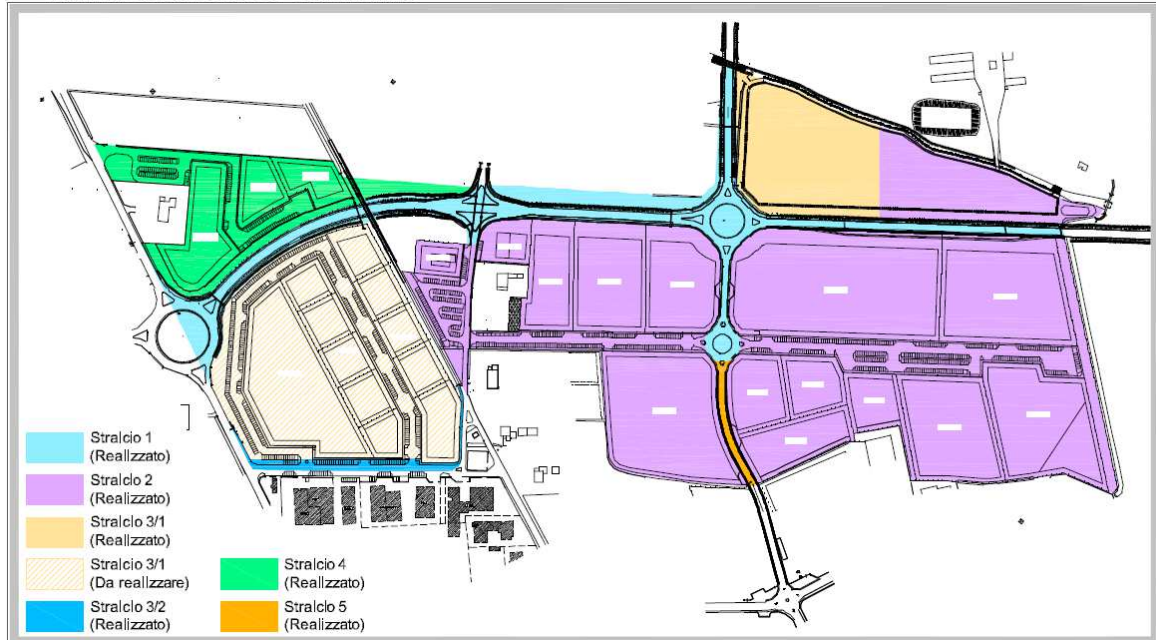 Stralcio 1
(Realizzato)
Stralcio 2
(Realizzato)
Stralcio 3/1
(Realizzato)
Stralcio 3/1
(Da realizzare)
Stralcio 3/2
(Realizzato)
Stralcio 4
(Realizzato)
Stralcio 5
(Realizzato)